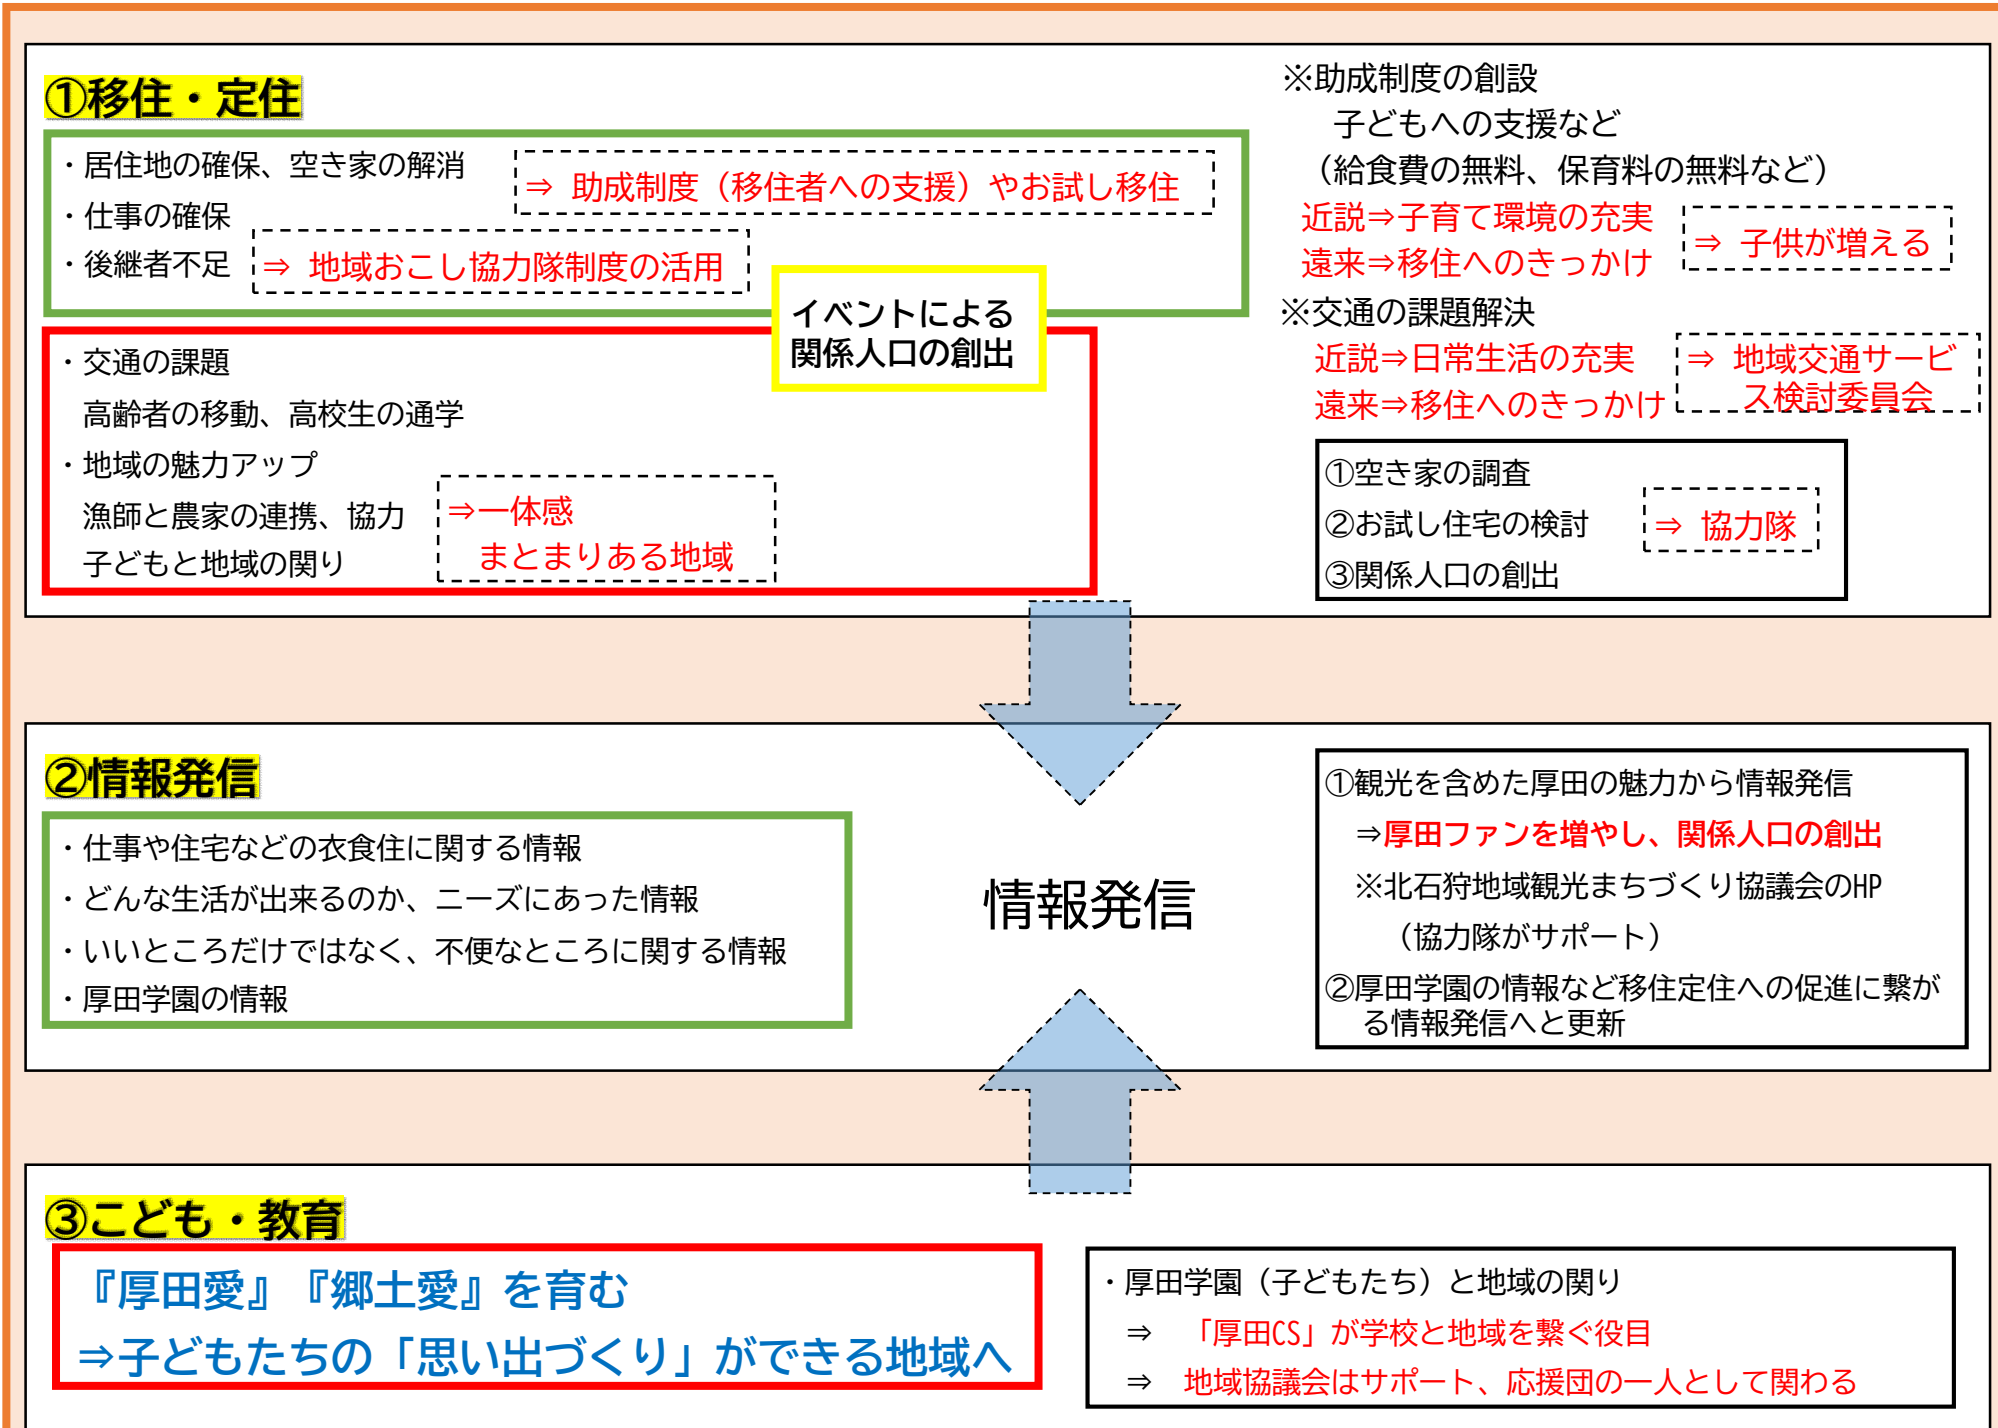 ①移住・定住
・居住地の確保、空き家の解消
⇒ 助成制度（移住者への支援）やお試し移住
・仕事の確保
・後継者不足
⇒ 地域おこし協力隊制度の活用
イベントによる
関係人口の創出
・交通の課題
高齢者の移動、高校生の通学
・地域の魅力アップ
漁師と農家の連携、協力
子どもと地域の関り
⇒一体感
まとまりある地域
※助成制度の創設
子どもへの支援など
（給食費の無料、保育料の無料など）
近説⇒子育て環境の充実
遠来⇒移住へのきっかけ
⇒ 子供が増える
※交通の課題解決
近説⇒日常生活の充実
遠来⇒移住へのきっかけ
⇒ 地域交通サービ
ス検討委員会
①空き家の調査
②お試し住宅の検討
③関係人口の創出
⇒ 協力隊
②情報発信
・仕事や住宅などの衣食住に関する情報
・どんな生活が出来るのか、ニーズにあった情報
・いいところだけではなく、不便なところに関する情報
・厚田学園の情報
情報発信
①観光を含めた厚田の魅力から情報発信
⇒厚田ファンを増やし、関係人口の創出
※北石狩地域観光まちづくり協議会のHP
（協力隊がサポート）
②厚田学園の情報など移住定住への促進に繋が
る情報発信へと更新
③こども・教育
『厚田愛』『郷土愛』を育む
⇒子どもたちの「思い出づくり」ができる地域へ
・厚田学園（子どもたち）と地域の関り
⇒ 「厚田CS」が学校と地域を繋ぐ役目
⇒ 地域協議会はサポート、応援団の一人として関わる